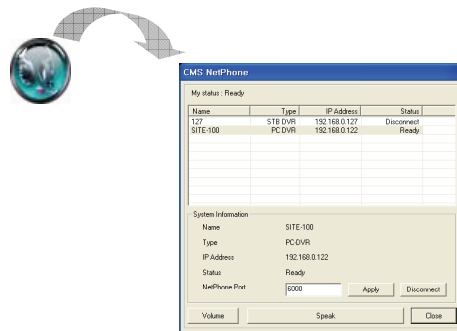 CMS NetPhone
My status : Ready
Name Type IP Address Status
127 STB DVR 192.168.0.127 Disconnect
SITE-100 PC DVR 192.168.0.122 Ready
System Information
Name SITE-100
Type PC-DVR
IP Address 192.168.0.122
Status Ready
NetPhone Port 6000 Apply Disconnect
Volume Speak Close